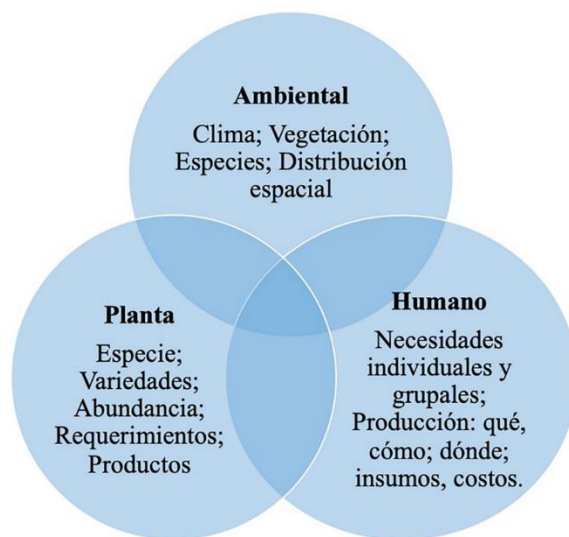 Ambiental
Clima; Vegetación;
Especies; Distribución
espacial
Planta
Especie;
Variedades;
Abundancia;
Requerimientos;
Productos
Humano
Necesidades
individuales y
grupales;
Producción: qué,
cómo; dónde;
insumos, costos.